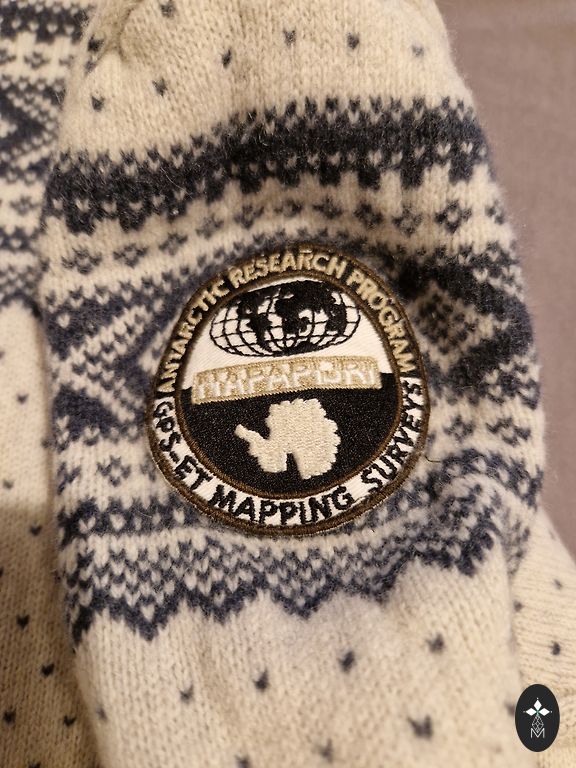 ANTARCTIC RESEARCH PROGRAM
NAPAPIJRI
GPS-ET MAPPING SURVEYS
M